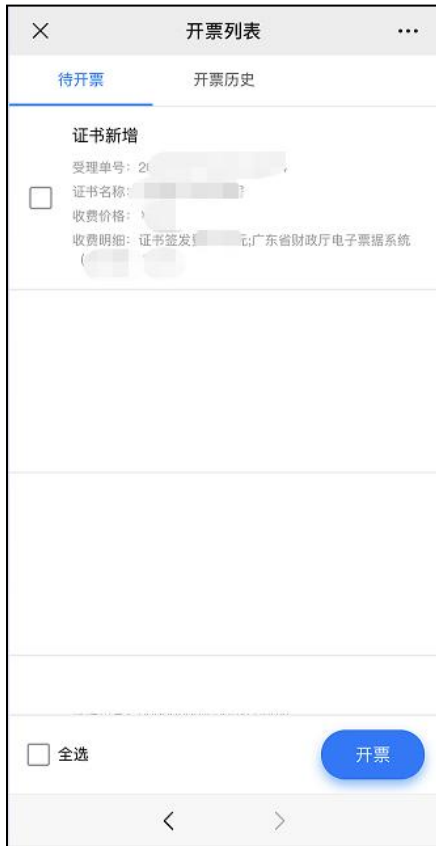 开票列表
待开票
开票历史
证书新增
受理单号：2
证书名称：
收费价格：
收费明细：证书签发 元;广东省财政厅电子票据系统
（
全选
开票